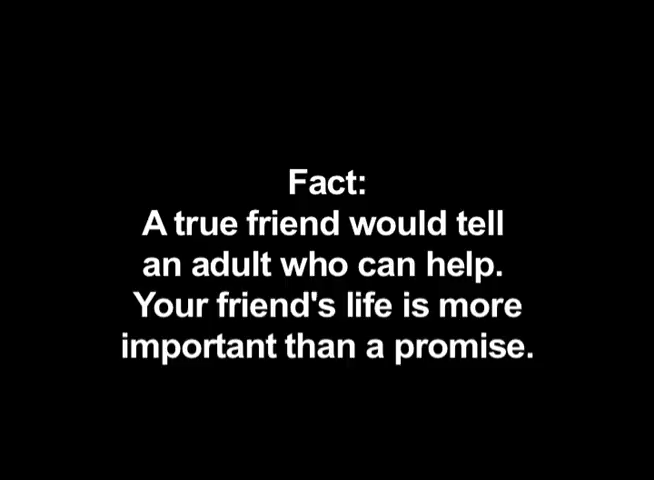 Fact:
A true friend would tell
an adult who can help.
Your friend's life is more
important than a promise.